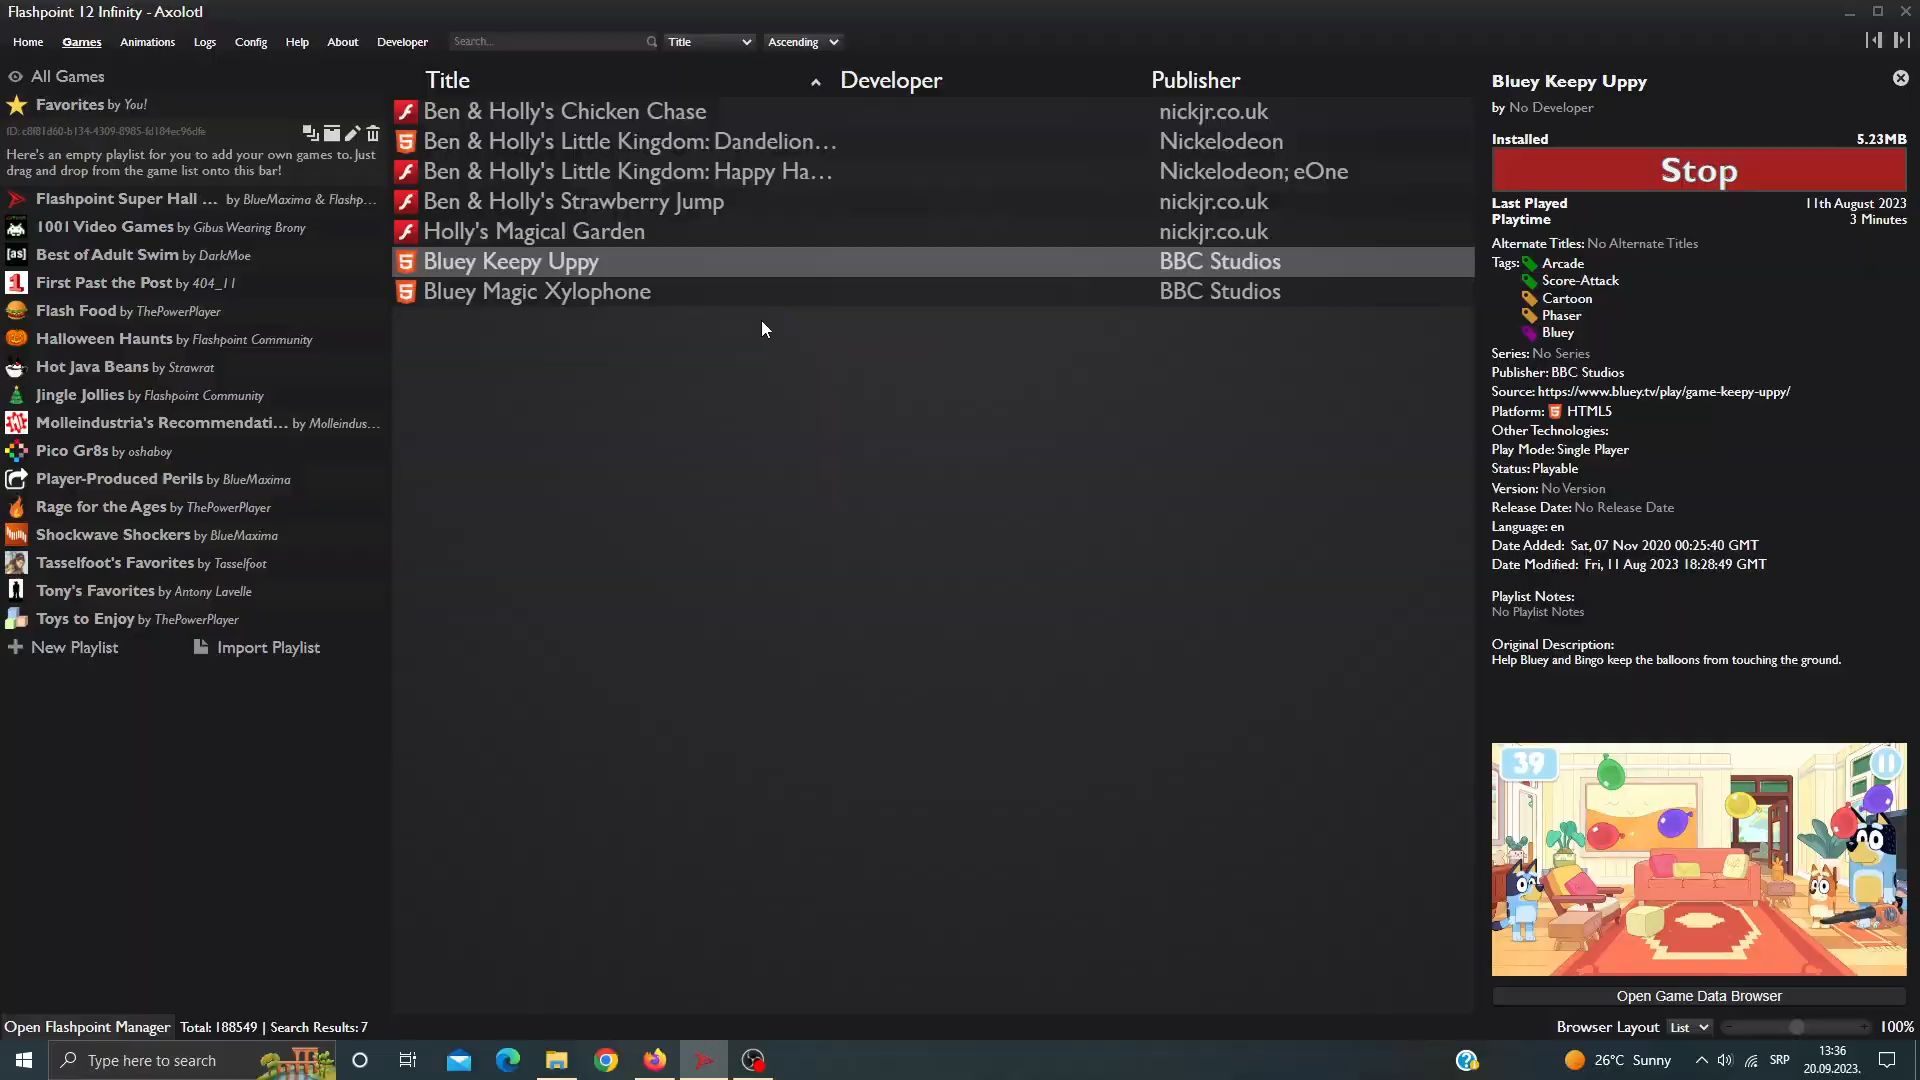 Flashpoint 12 Infinity - Axolotl
Home Games Animations Logs Config Help About Developer Search... Title Ascending
All Games
Favorites by You!
ID: c8f81d60-b134-4309-8985-fd184ec96dfe
Here's an empty playlist for you to add your own games to. Just
drag and drop from the game list onto this bar!
Flashpoint Super Hall ... by BlueMaxima & Flashp...
1001 Video Games by Gibus Wearing Brony
[as] Best of Adult Swim by DarkMoe
1 First Past the Post by 404_11
Flash Food by ThePowerPlayer
Halloween Haunts by Flashpoint Community
Hot Java Beans by Strawrat
Jingle Jollies by Flashpoint Community
Molleindustria's Recommendati... by Molleindus...
Pico Gr8s by oshaboy
Player-Produced Perils by BlueMaxima
Rage for the Ages by ThePowerPlayer
Shockwave Shockers by BlueMaxima
Tasselfoot's Favorites by Tasselfoot
Tony's Favorites by Antony Lavelle
Toys to Enjoy by ThePowerPlayer
New Playlist Import Playlist
Title Developer Publisher
Ben & Holly's Chicken Chase nickjr.co.uk
5 Ben & Holly's Little Kingdom: Dandelion... Nickelodeon
Ben & Holly's Little Kingdom: Happy Ha... Nickelodeon; eOne
Ben & Holly's Strawberry Jump nickjr.co.uk
Holly's Magical Garden nickjr.co.uk
5 Bluey Keepy Uppy BBC Studios
5 Bluey Magic Xylophone BBC Studios
Bluey Keepy Uppy
by No Developer
Installed 5.23MB
Stop
Last Played 11th August 2023
Playtime 3 Minutes
Alternate Titles: No Alternate Titles
Tags: Arcade
Score-Attack
Cartoon
Phaser
Bluey
Series: No Series
Publisher: BBC Studios
Source: https://www.bluey.tv/play/game-keepy-uppy/
Platform: 5 HTML5
Other Technologies:
Play Mode: Single Player
Status: Playable
Version: No Version
Release Date: No Release Date
Language: en
Date Added: Sat, 07 Nov 2020 00:25:40 GMT
Date Modified: Fri, 11 Aug 2023 18:28:49 GMT
Playlist Notes:
No Playlist Notes
Original Description:
Help Bluey and Bingo keep the balloons from touching the ground.
39
Open Game Data Browser
Open Flashpoint Manager Total: 188549 | Search Results: 7
Browser Layout List 100%
Type here to search
26°C Sunny SRP 13:36
20.09.2023.